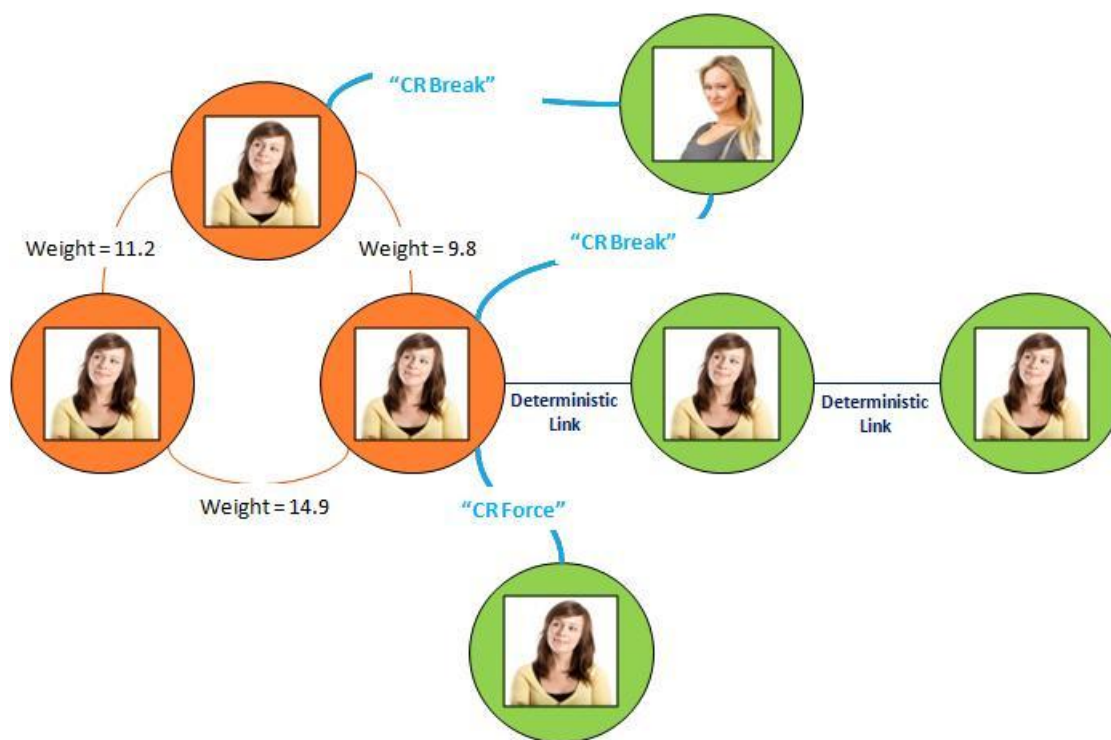 “CR Break”
Weight = 11.2
Weight = 9.8
“CR Break”
Deterministic
Link
Deterministic
Link
Weight = 14.9
“CR Force”